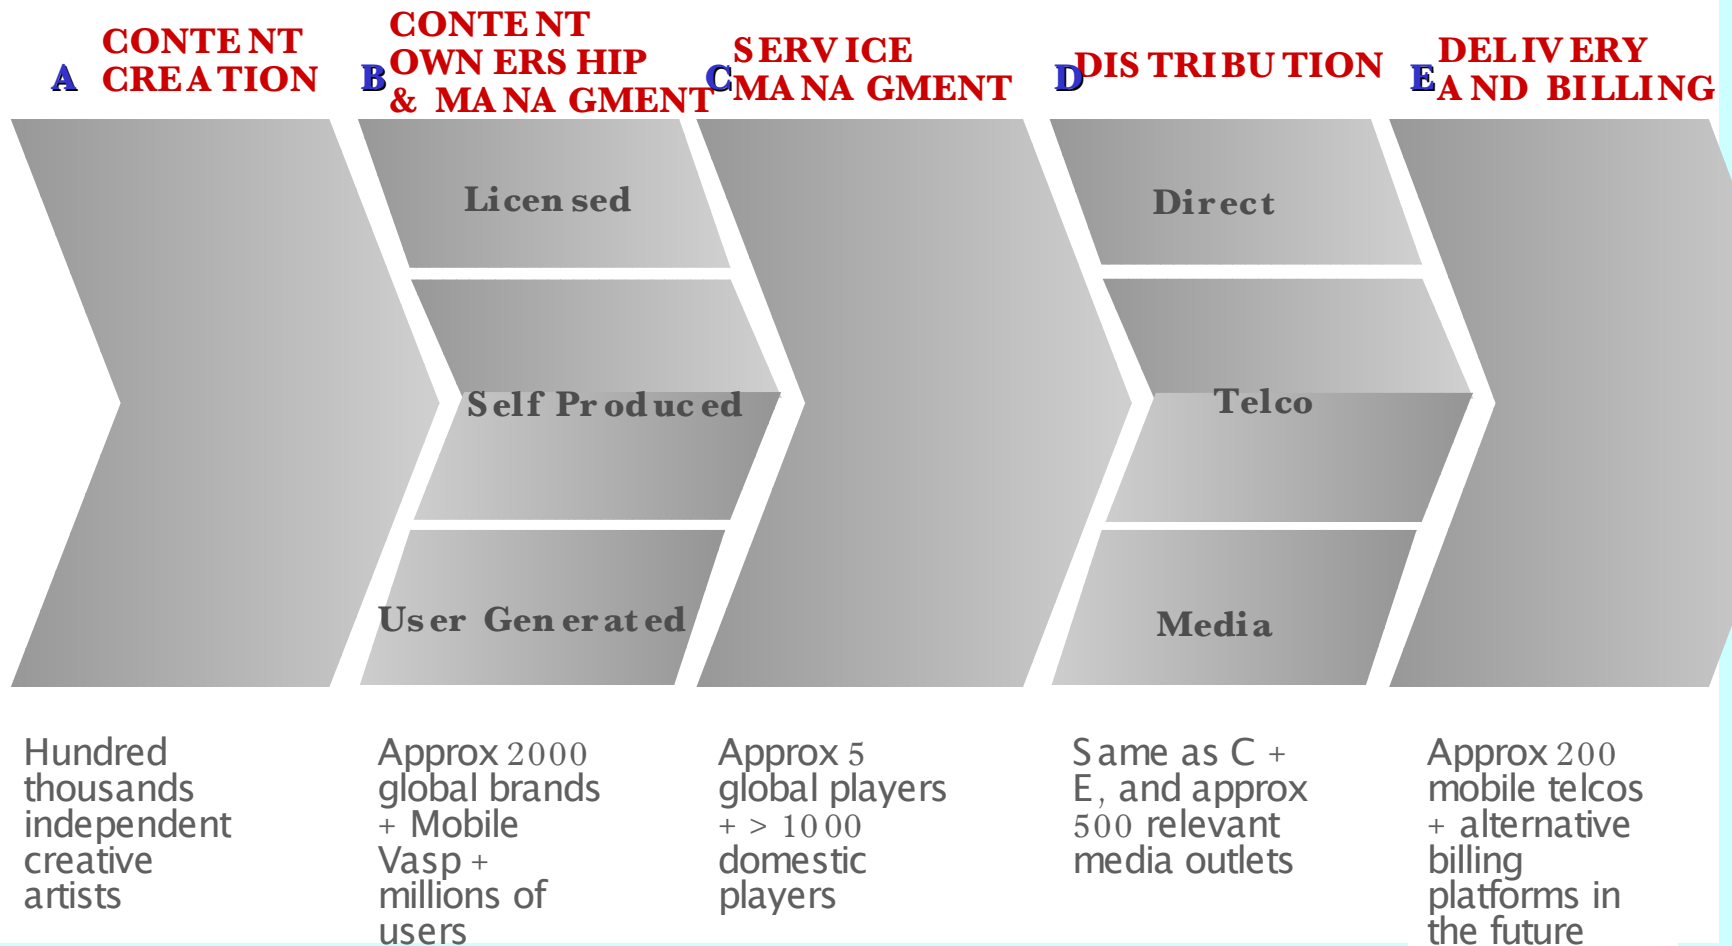 A CONTENT
CREATION
B CONTENT
OWNERSHIP
& MANAGMENT
C SERVICE
MANAGMENT
D DISTRIBUTION
E DELIVERY
AND BILLING
Licensed
Self Produced
User Generated
Direct
Telco
Media
Hundred
thousands
independent
creative
artists
Approx 2000
global brands
+ Mobile
Vasp +
millions of
users
Approx 5
global players
+ > 1000
domestic
players
Same as C +
E, and approx
500 relevant
media outlets
Approx 200
mobile telcos
+ alternative
billing
platforms in
the future